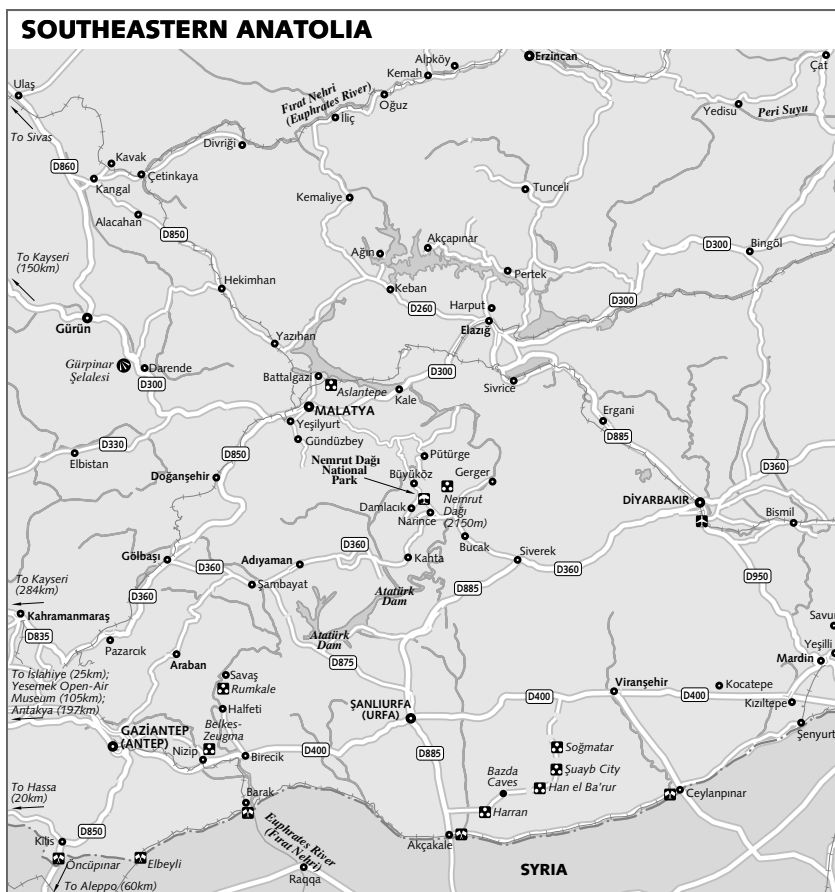 SOUTHEASTERN ANATOLIA
Ulaş
To Sivas
Alpköy
Kemah
Erzincan
Çat
Fırat Nehri
(Euphrates River)
Oğuz
İliç
Yedisu
Peri Suyu
Divriği
D860
Kavak
Kangal
Çetinkaya
Alacahan
D850
Kemaliye
Tunceli
To Kayseri
(150km)
Ağın
Akçapınar
Pertek
D300
Bingöl
Hekimhan
Keban
D260
Harput
Elazığ
D300
Gürün
Yazıhan
Gürpinar
Şelalesi
Darende
D300
Battalgazi
Aslantepe
Kale
D300
Sivrice
MALATYA
Yeşilyurt
Gündüzbey
Ergani
D885
D330
Elbistan
D850
Doğanşehir
Nemrut Dağı
National
Park
Pütürge
Büyüköz
Gerger
Nemrut
Dağı
(2150m)
Damlacık
Narince
D360
DİYARBAKIR
Bismil
Bucak
Gölbaşı
D360
Adıyaman
D360
Kahta
Siverek
D360
D950
To Kayseri
(284km)
Şambayat
D360
Atatürk
Dam
D885
Kahramanmaraş
D835
Pazarcık
Araban
Atatürk
Dam
D875
Savur
Yeşilli
Mardin
To İslahiye (25km);
Yesemek Open-Air
Museum (105km);
Antakya (197km)
Savaş
Rumkale
Halfeti
ŞANLIURFA
(URFA)
D400
Viranşehir
D400
Kocatepe
Kızıltepe
Şenyurt
GAZİANTEP
(ANTEP)
Belkes-
Zeugma
Nizip
Birecik
D400
D885
Soğmatar
Şuayb City
Bazda
Caves
Han el Ba'rur
Harran
Ceylanpınar
To Hassa
(20km)
Barak
D850
Kilis
Öncüpınar
Elbeyli
To Aleppo (60km)
Euphrates River
(Fırat Nehri)
Raqqa
Akçakale
SYRIA